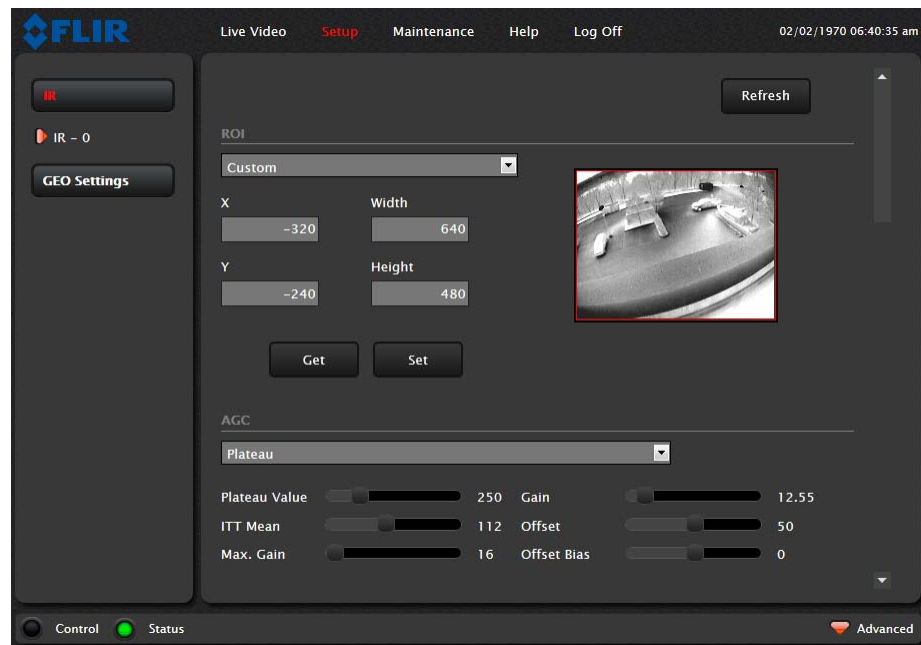 FLIR
Live Video Setup Maintenance Help Log Off 02/02/1970 06:40:35 am
IR
IR – 0
GEO Settings
Refresh
ROI
Custom
X Width
-320 640
Y Height
-240 480
Get Set
AGC
Plateau
Plateau Value 250 Gain 12.55
ITT Mean 112 Offset 50
Max. Gain 16 Offset Bias 0
Control Status Advanced